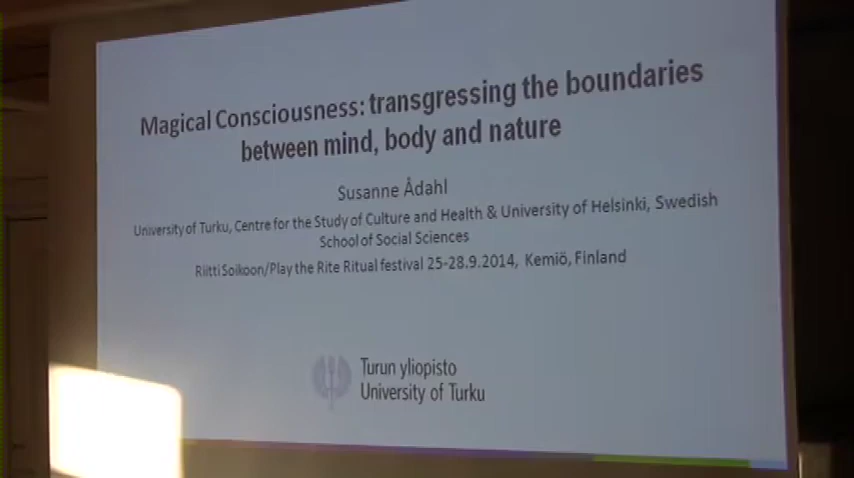 Magical Consciousness: transgressing the boundaries
between mind, body and nature
Susanne Ådahl
University of Turku, Centre for the Study of Culture and Health & University of Helsinki, Swedish
School of Social Sciences
Riitti Soikoon/Play the Rite Ritual festival 25-28.9.2014, Kemiö, Finland
Turun yliopisto
University of Turku